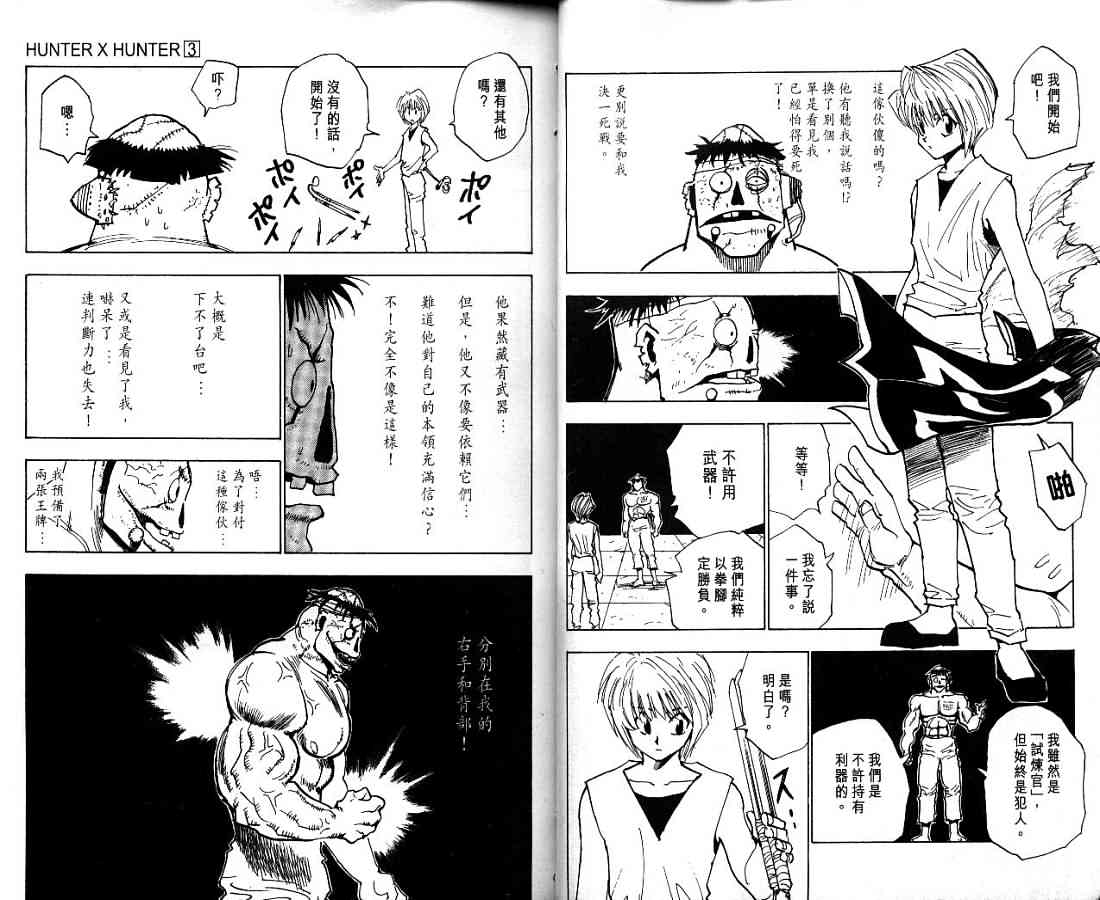 我們開始
吧！
這傢伙傻的嗎？
他有聽我說話嗎!?
換了別個，
單是看見我
已經怕得要死
了！
更別說要和我
決一死戰。
啪
等等！
我忘了說
一件事。
不許用
武器！
我們純粹
以拳腳
定勝負。
我雖然是
「試煉官」，
但始終是犯人。
我們是
不許持有
利器的。
是嗎？
明白了。
ス…
HUNTER X HUNTER 3
還有其他
嗎？
沒有的話，
開始了！
ポイ
ポイ
ポイ
ポイ
吓？
嗯…
他果然藏有武器…
但是，他又不像要依賴它們…
難道他對自己的本領充滿信心？
不！完全不像是這樣！
大概是
下不了台吧…
又或是看見了我，
嚇呆了…
連判斷力也失去！
唔…
為了對付
這種傢伙…
我預備了
兩張王牌…
分別在我的
右手和背部！